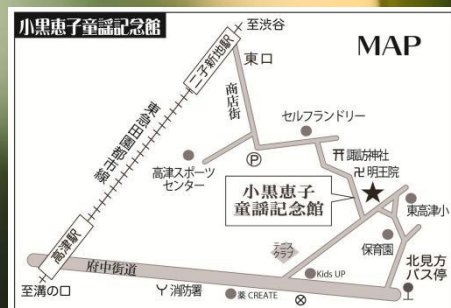 小黒恵子童謡記念館
MAP
至渋谷
二子新地駅
東口
商店街
東急田園都市線
セルフランドリー
P
高津スポーツ
センター
諏訪神社
卍 明王院
小黒恵子
童謡記念館
東高津小
保育園
テニス
クラブ
北見方
バス停
高津駅
府中街道
至溝の口
消防署
薬 CREATE
Kids UP